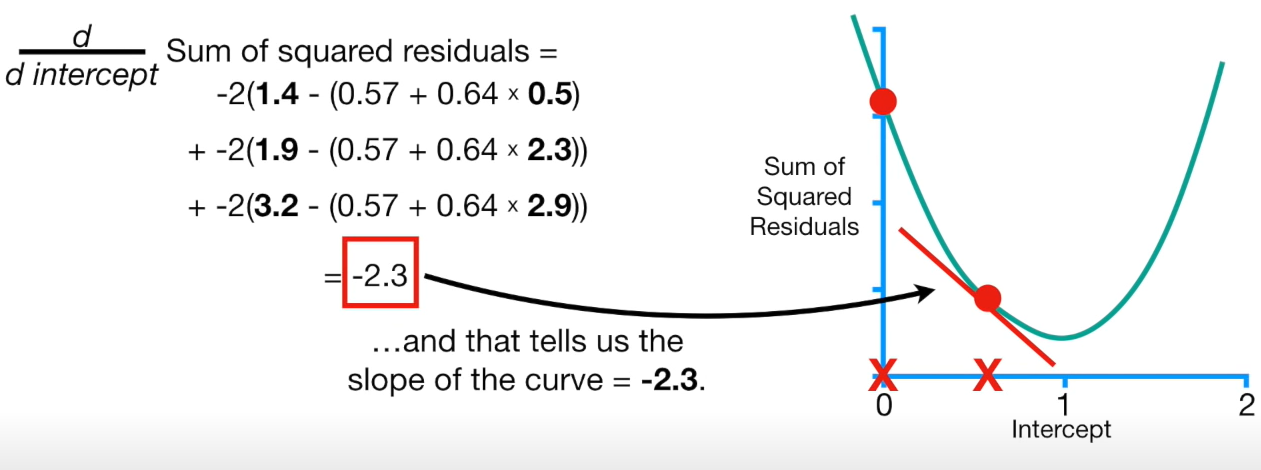 d
d intercept
Sum of squared residuals =
-2(1.4 - (0.57 + 0.64 × 0.5)
+ -2(1.9 - (0.57 + 0.64 × 2.3))
+ -2(3.2 - (0.57 + 0.64 × 2.9))
= -2.3
…and that tells us the
slope of the curve = -2.3.
Sum of
Squared
Residuals
X X
0 1 2
Intercept